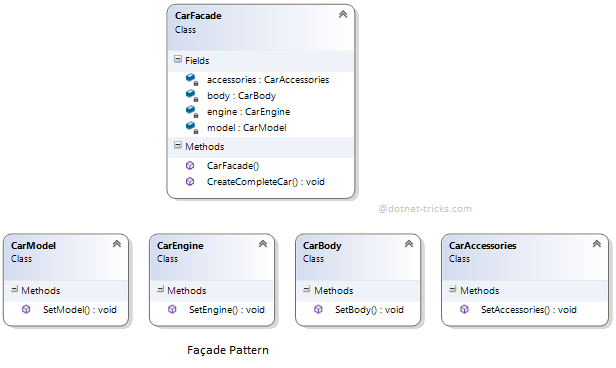 CarFacade
Class
Fields
accessories : CarAccessories
body : CarBody
engine : CarEngine
model : CarModel
Methods
CarFacade()
CreateCompleteCar() : void
@dotnet-tricks.com
CarModel
Class
Methods
SetModel() : void
CarEngine
Class
Methods
SetEngine() : void
CarBody
Class
Methods
SetBody() : void
CarAccessories
Class
Methods
SetAccessories() : void
Façade Pattern